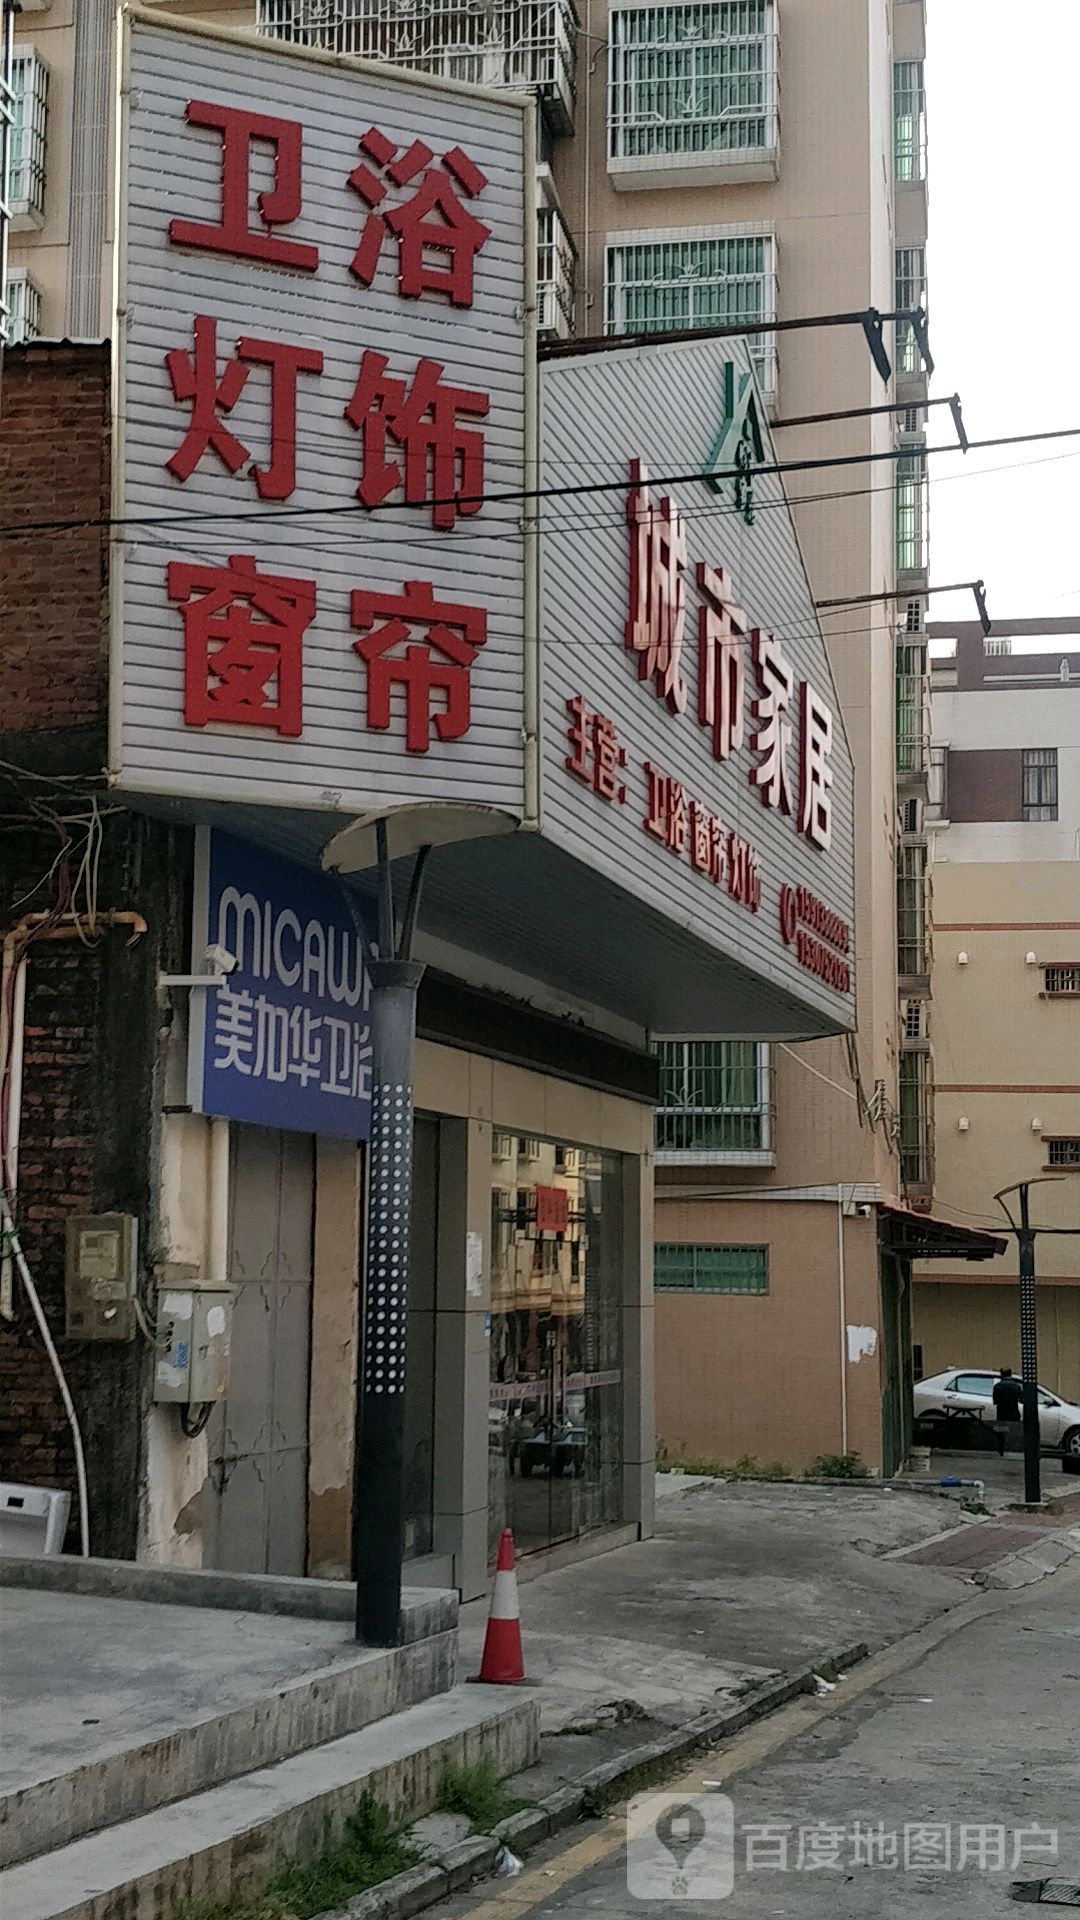 卫浴
灯饰
窗帘
城市家居
主营：卫浴 窗帘 灯饰
MICAWA
美加华卫浴
百度地图用户